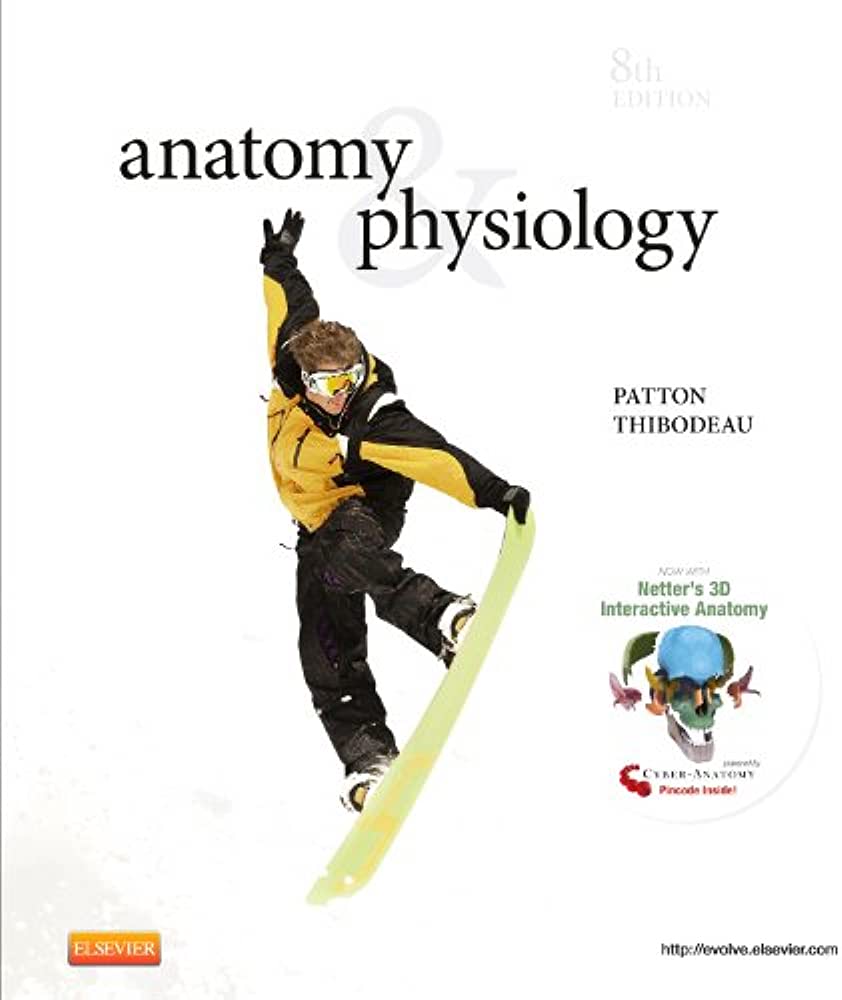 8th
EDITION
anatomy
&
physiology
PATTON
THIBODEAU
NOW WITH
Netter's 3D
Interactive Anatomy
powered by
CYBER-ANATOMY
Pincode Inside!
ELSEVIER
http://evolve.elsevier.com